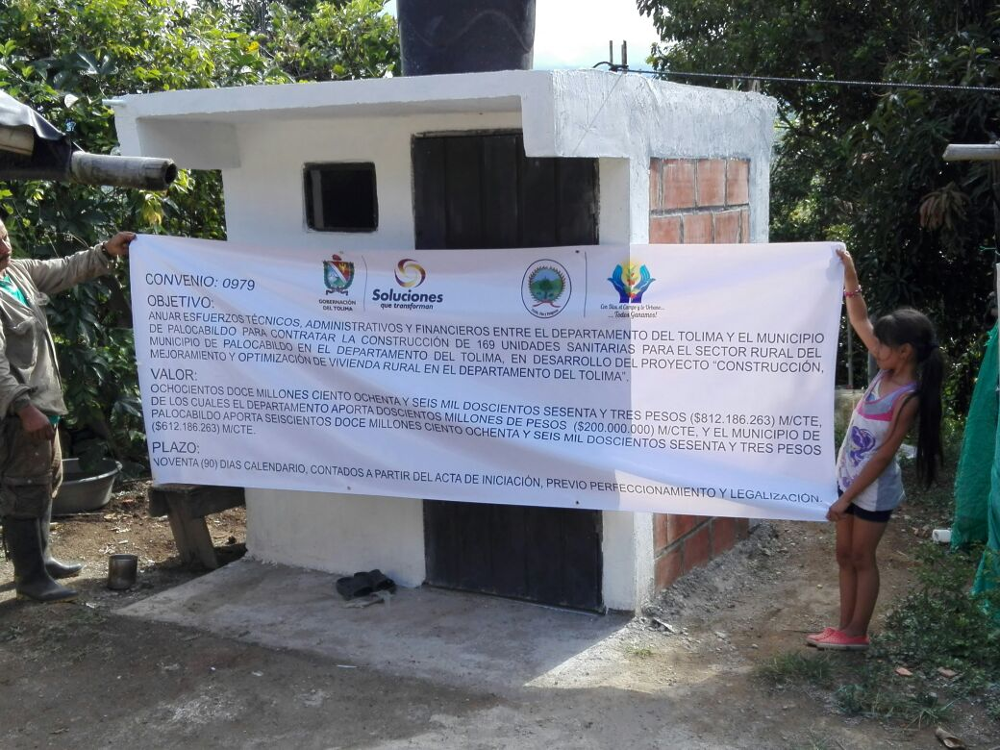 CONVENIO: 0979
GOBERNACIÓN
DEL TOLIMA
Soluciones
que transforman
Con Dios, el Campo y lo Urbano...
....Todos Ganamos!
OBJETIVO:
ANUAR ESFUERZOS TÉCNICOS, ADMINISTRATIVOS Y FINANCIEROS ENTRE EL DEPARTAMENTO DEL TOLIMA Y EL MUNICIPIO
DE PALOCABILDO PARA CONTRATAR LA CONSTRUCCIÓN DE 169 UNIDADES SANITARIAS PARA EL SECTOR RURAL DEL
MUNICIPIO DE PALOCABILDO EN EL DEPARTAMENTO DEL TOLIMA, EN DESARROLLO DEL PROYECTO “CONSTRUCCIÓN,
MEJORAMIENTO Y OPTIMIZACIÓN DE VIVIENDA RURAL EN EL DEPARTAMENTO DEL TOLIMA”.
VALOR:
OCHOCIENTOS DOCE MILLONES CIENTO OCHENTA Y SEIS MIL DOSCIENTOS SESENTA Y TRES PESOS ($812.186.263) M/CTE,
DE LOS CUALES EL DEPARTAMENTO APORTA DOSCIENTOS MILLONES DE PESOS ($200.000.000) M/CTE, Y EL MUNICIPIO DE
PALOCABILDO APORTA SEISCIENTOS DOCE MILLONES CIENTO OCHENTA Y SEIS MIL DOSCIENTOS SESENTA Y TRES PESOS
($612.186.263) M/CTE.
PLAZO:
NOVENTA (90) DIAS CALENDARIO, CONTADOS A PARTIR DEL ACTA DE INICIACIÓN, PREVIO PERFECCIONAMIENTO Y LEGALIZACIÓN.